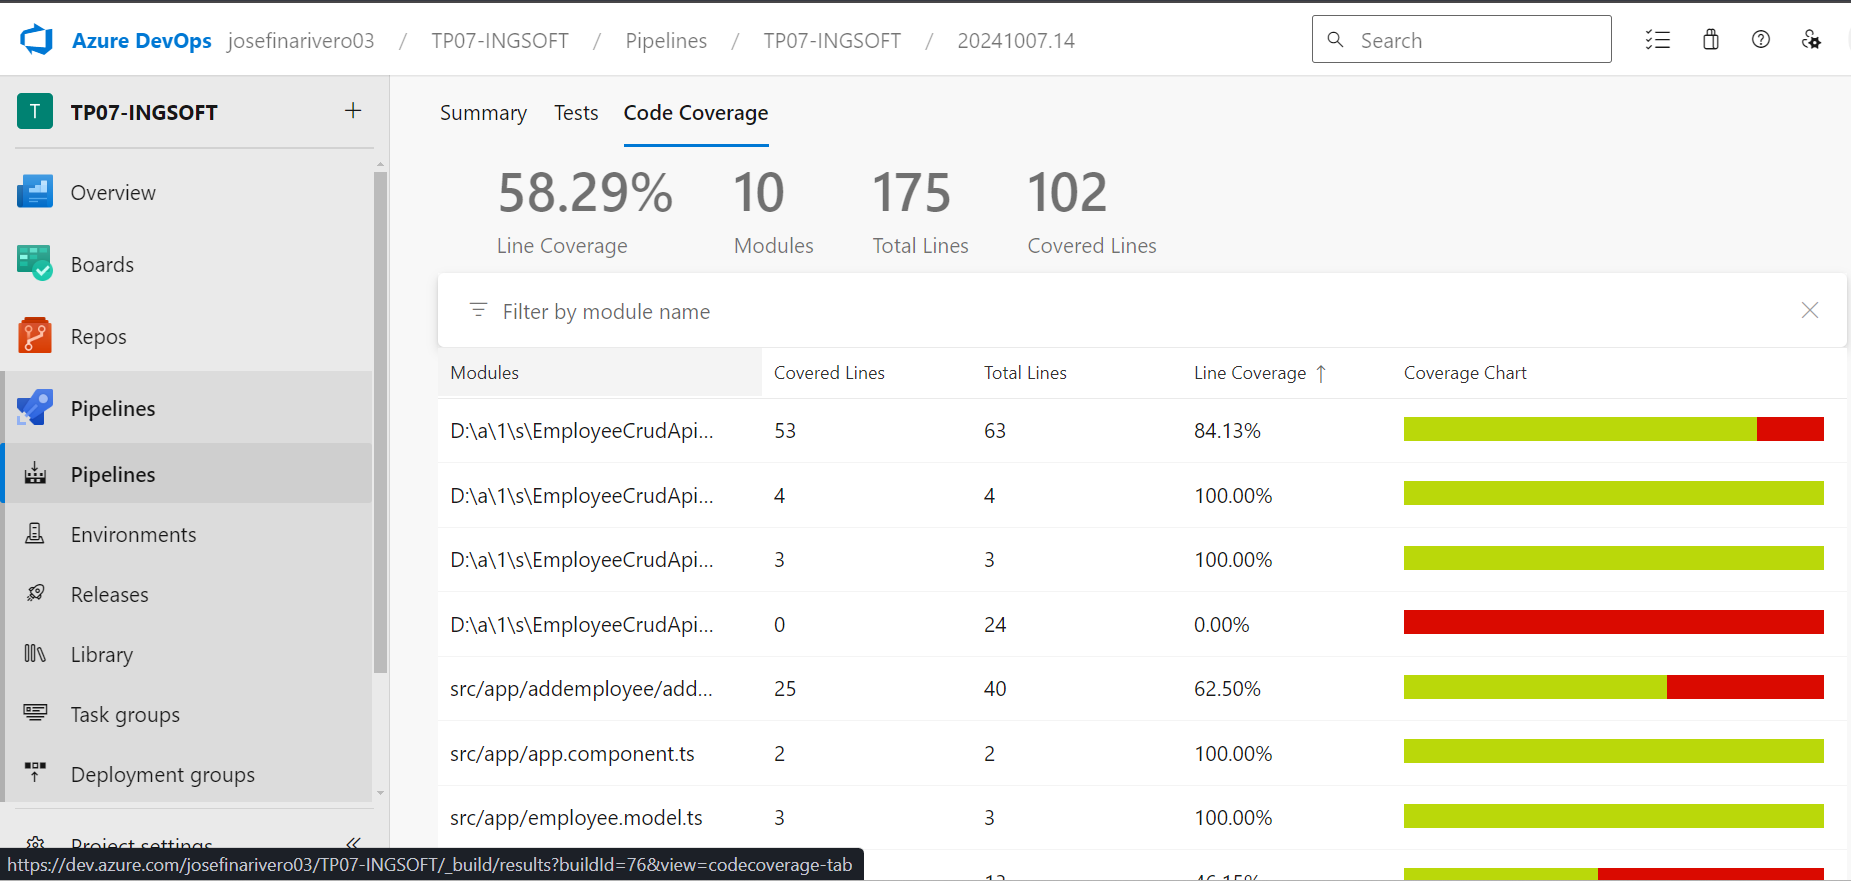 Azure DevOps josefinarivero03 / TP07-INGSOFT / Pipelines / TP07-INGSOFT / 20241007.14
Search
T TP07-INGSOFT +
Overview
Boards
Repos
Pipelines
Pipelines
Environments
Releases
Library
Task groups
Deployment groups
Project settings
https://dev.azure.com/josefinarivero03/TP07-INGSOFT/_build/results?buildId=76&view=codecoverage-tab
Summary Tests Code Coverage
58.29% 10 175 102
Line Coverage Modules Total Lines Covered Lines
Filter by module name
Modules Covered Lines Total Lines Line Coverage ↑ Coverage Chart
D:\a\1\s\EmployeeCrudApi... 53 63 84.13%
D:\a\1\s\EmployeeCrudApi... 4 4 100.00%
D:\a\1\s\EmployeeCrudApi... 3 3 100.00%
D:\a\1\s\EmployeeCrudApi... 0 24 0.00%
src/app/addemployee/add... 25 40 62.50%
src/app/app.component.ts 2 2 100.00%
src/app/employee.model.ts 3 3 100.00%
46.15%